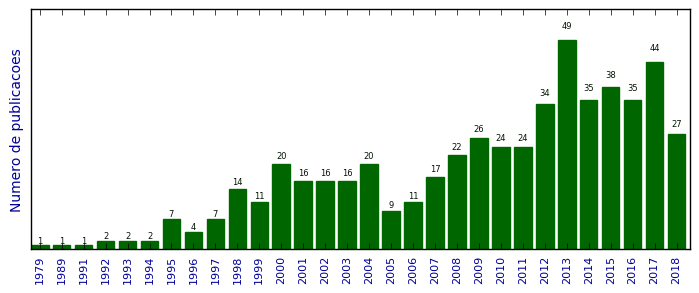 Numero de publicacoes
1 1 1 2 2 2 7 4 7 14 11 20 16 16 16 20 9 11 17 22 26 24 24 34 49 35 38 35 44 27
1979 1989 1991 1992 1993 1994 1995 1996 1997 1998 1999 2000 2001 2002 2003 2004 2005 2006 2007 2008 2009 2010 2011 2012 2013 2014 2015 2016 2017 2018